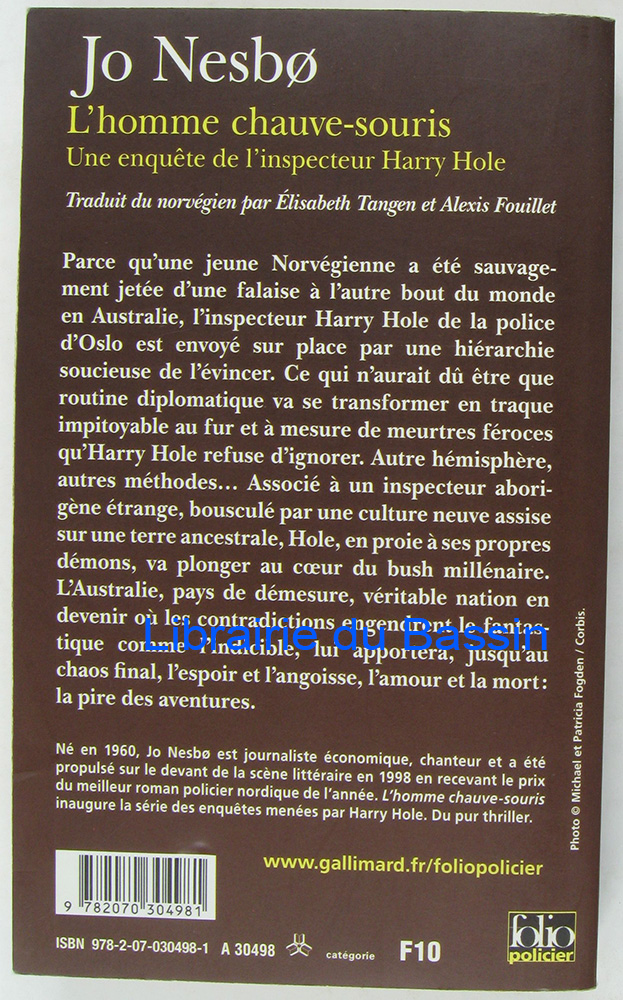 Jo Nesbø
L'homme chauve-souris
Une enquête de l'inspecteur Harry Hole
Traduit du norvégien par Élisabeth Tangen et Alexis Fouillet
Parce qu'une jeune Norvégienne a été sauvage-
ment jetée d'une falaise à l'autre bout du monde
en Australie, l'inspecteur Harry Hole de la police
d'Oslo est envoyé sur place par une hiérarchie
soucieuse de l'évincer. Ce qui n'aurait dû être que
routine diplomatique va se transformer en traque
impitoyable au fur et à mesure de meurtres féroces
qu'Harry Hole refuse d'ignorer. Autre hémisphère,
autres méthodes... Associé à un inspecteur abori-
gène étrange, bousculé par une culture neuve assise
sur une terre ancestrale, Hole, en proie à ses propres
démons, va plonger au cœur du bush millénaire.
L'Australie, pays de démesure, véritable nation en
devenir où les contradictions engendrent le fantas-
tique comme l'indicible, lui apportera, jusqu'au
chaos final, l'espoir et l'angoisse, l'amour et la mort :
la pire des aventures.
Librairie du Bassin
Né en 1960, Jo Nesbø est journaliste économique, chanteur et a été
propulsé sur le devant de la scène littéraire en 1998 en recevant le prix
du meilleur roman policier nordique de l'année. L'homme chauve-souris
inaugure la série des enquêtes menées par Harry Hole. Du pur thriller.
Photo © Michael et Patricia Fogden / Corbis.
www.gallimard.fr/foliopolicier
9 782070 304981
ISBN 978-2-07-030498-1 A 30498 catégorie F10
folio
policier